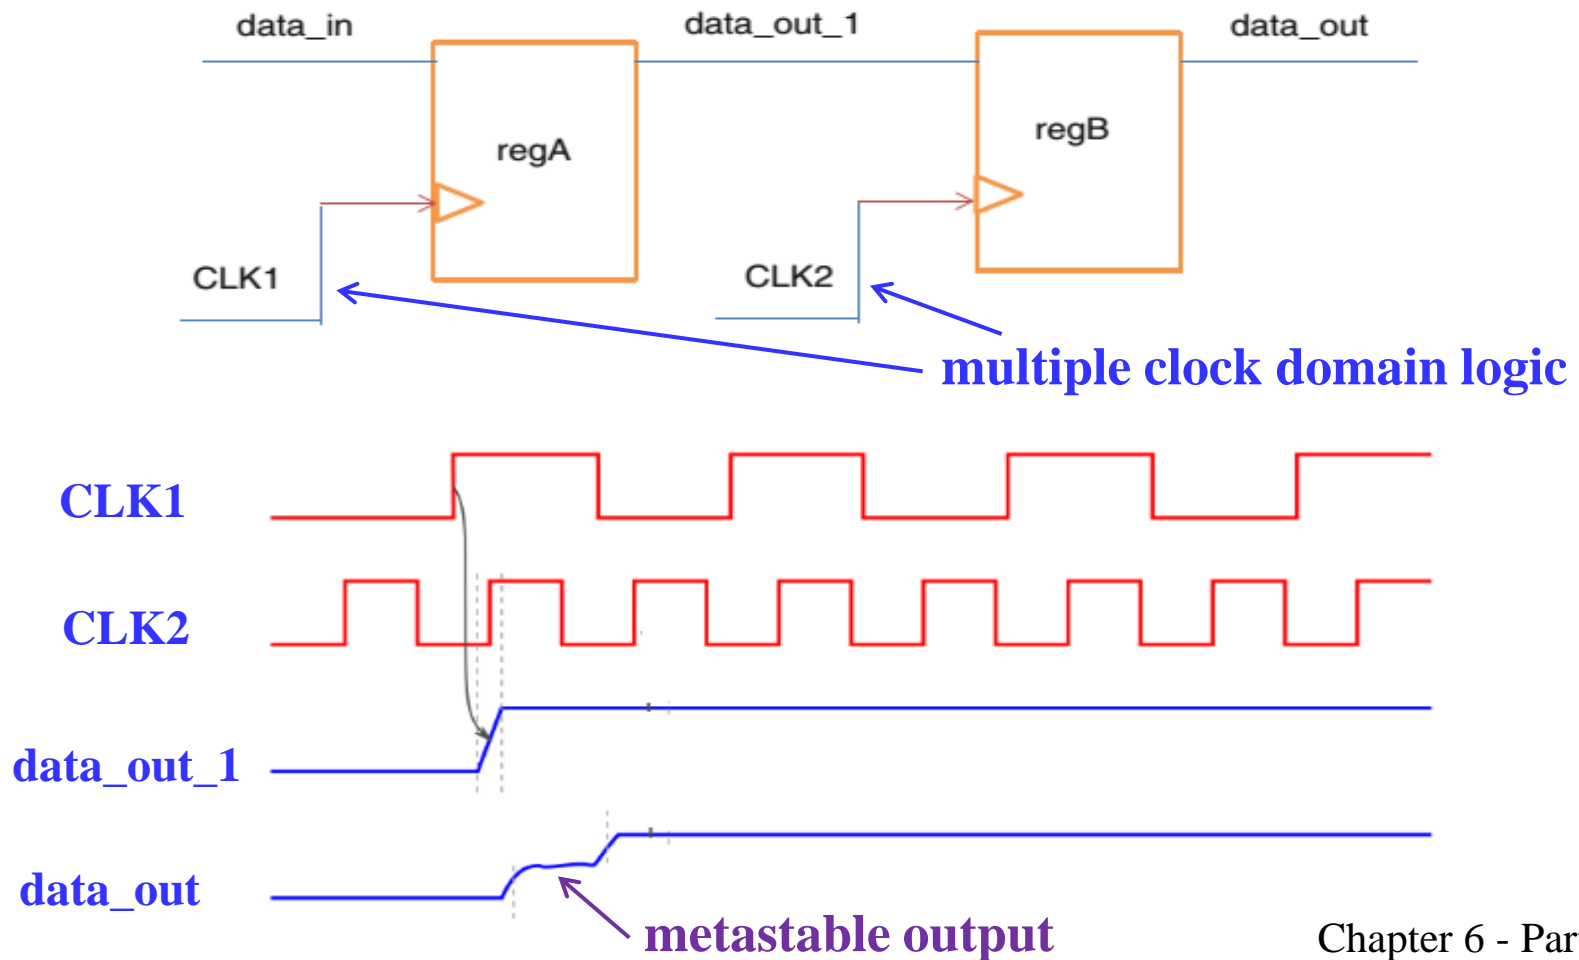 data_in
data_out_1
data_out
regA
regB
CLK1
CLK2
multiple clock domain logic
CLK1
CLK2
data_out_1
data_out
metastable output
Chapter 6 - Par